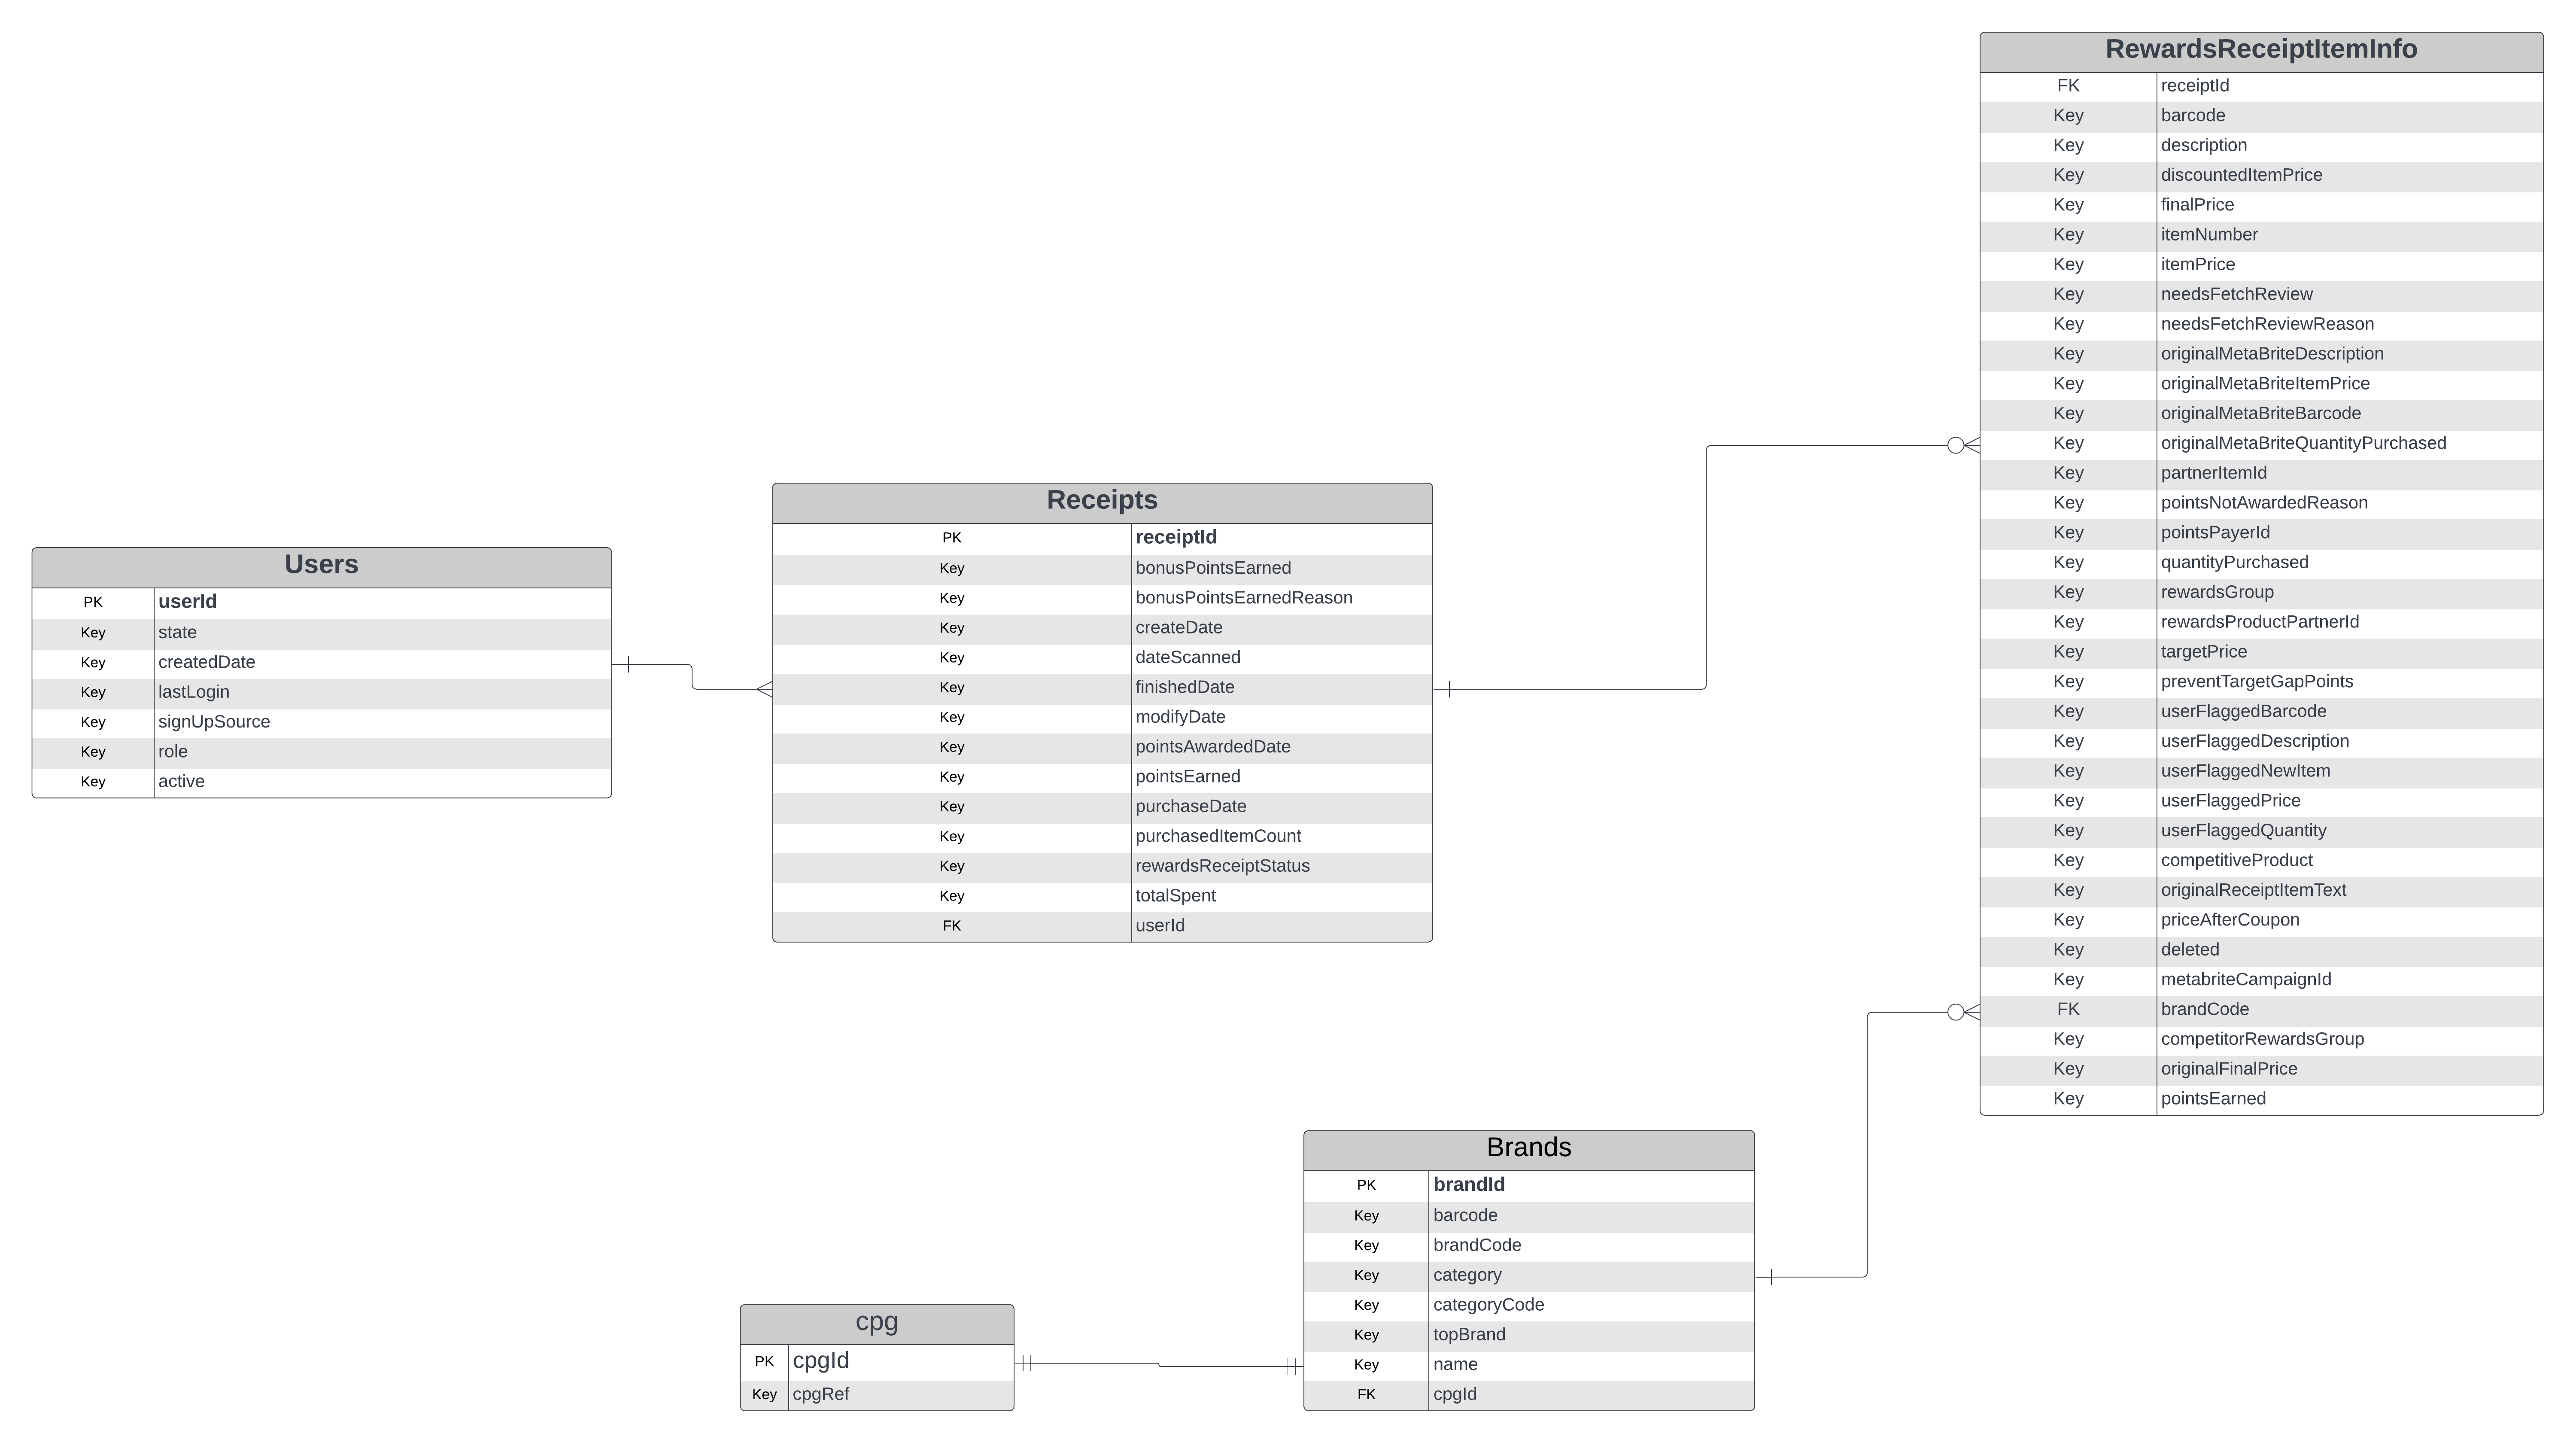 RewardsReceiptItemInfo
FK receiptId
Key barcode
Key description
Key discountedItemPrice
Key finalPrice
Key itemNumber
Key itemPrice
Key needsFetchReview
Key needsFetchReviewReason
Key originalMetaBriteDescription
Key originalMetaBriteItemPrice
Key originalMetaBriteBarcode
Key originalMetaBriteQuantityPurchased
Key partnerItemId
Key pointsNotAwardedReason
Key pointsPayerId
Key quantityPurchased
Key rewardsGroup
Key rewardsProductPartnerId
Key targetPrice
Key preventTargetGapPoints
Key userFlaggedBarcode
Key userFlaggedDescription
Key userFlaggedNewItem
Key userFlaggedPrice
Key userFlaggedQuantity
Key competitiveProduct
Key originalReceiptItemText
Key priceAfterCoupon
Key deleted
Key metabriteCampaignId
FK brandCode
Key competitorRewardsGroup
Key originalFinalPrice
Key pointsEarned
Receipts
PK receiptId
Key bonusPointsEarned
Key bonusPointsEarnedReason
Key createDate
Key dateScanned
Key finishedDate
Key modifyDate
Key pointsAwardedDate
Key pointsEarned
Key purchaseDate
Key purchasedItemCount
Key rewardsReceiptStatus
Key totalSpent
FK userId
Users
PK userId
Key state
Key createdDate
Key lastLogin
Key signUpSource
Key role
Key active
Brands
PK brandId
Key barcode
Key brandCode
Key category
Key categoryCode
Key topBrand
Key name
FK cpgId
cpg
PK cpgId
Key cpgRef